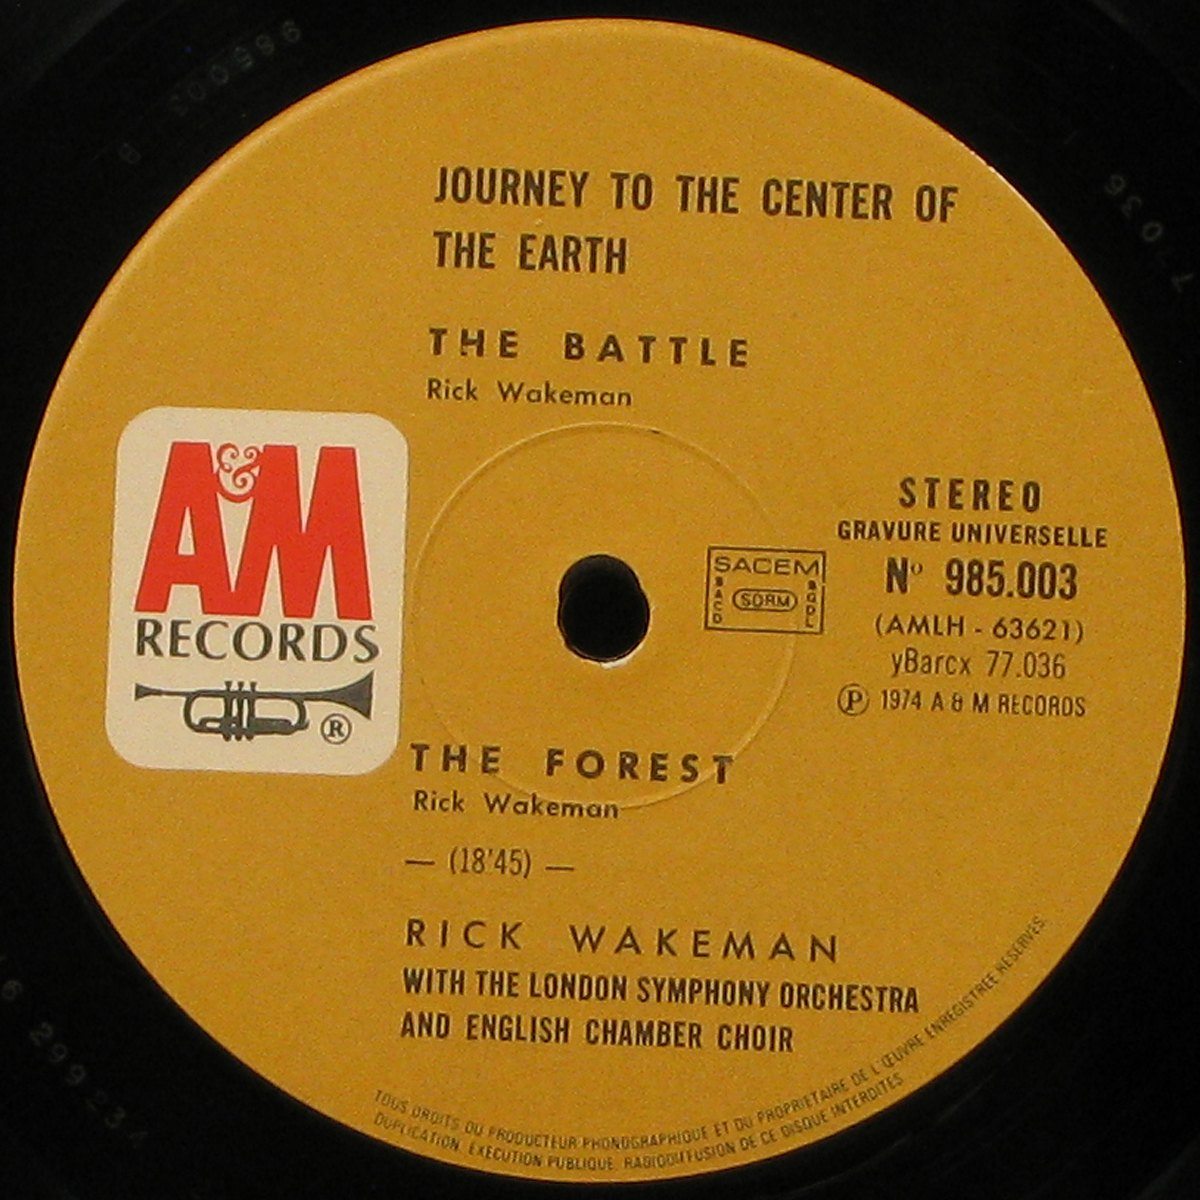 JOURNEY TO THE CENTER OF
THE EARTH
THE BATTLE
Rick Wakeman
A&M
RECORDS
®
STEREO
GRAVURE UNIVERSELLE
Nº 985.003
(AMLH - 63621)
yBarcx 77.036
Ⓟ 1974 A & M RECORDS
SACEM
SACD
SDRM
SGDL
THE FOREST
Rick Wakeman
— (18'45) —
RICK WAKEMAN
WITH THE LONDON SYMPHONY ORCHESTRA
AND ENGLISH CHAMBER CHOIR
TOUS DROITS DU PRODUCTEUR PHONOGRAPHIQUE ET DU PROPRIETAIRE DE L'ŒUVRE ENREGISTREE RESERVES.
DUPLICATION, EXECUTION PUBLIQUE, RADIODIFFUSION DE CE DISQUE INTERDITES